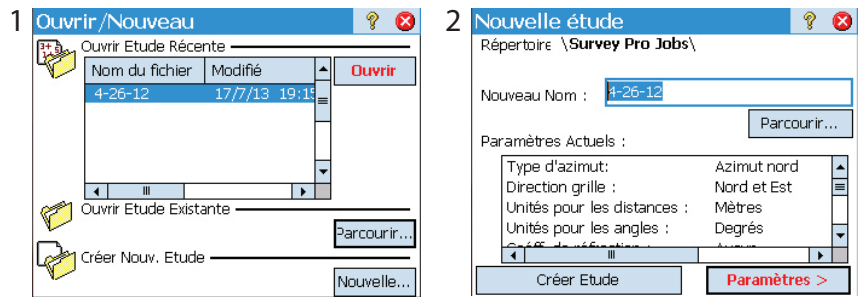 1
Ouvrir/Nouveau
Ouvrir Etude Récente
Nom du fichier Modifié
Ouvrir
4-26-12 17/7/13 19:15
Ouvrir Etude Existante
Parcourir...
Créer Nouv. Etude
Nouvelle...
2
Nouvelle étude
Répertoire \Survey Pro Jobs\
Nouveau Nom : 4-26-12
Parcourir...
Paramètres Actuels :
Type d'azimut: Azimut nord
Direction grille : Nord et Est
Unités pour les distances : Mètres
Unités pour les angles : Degrés
Créer Etude
Paramètres >